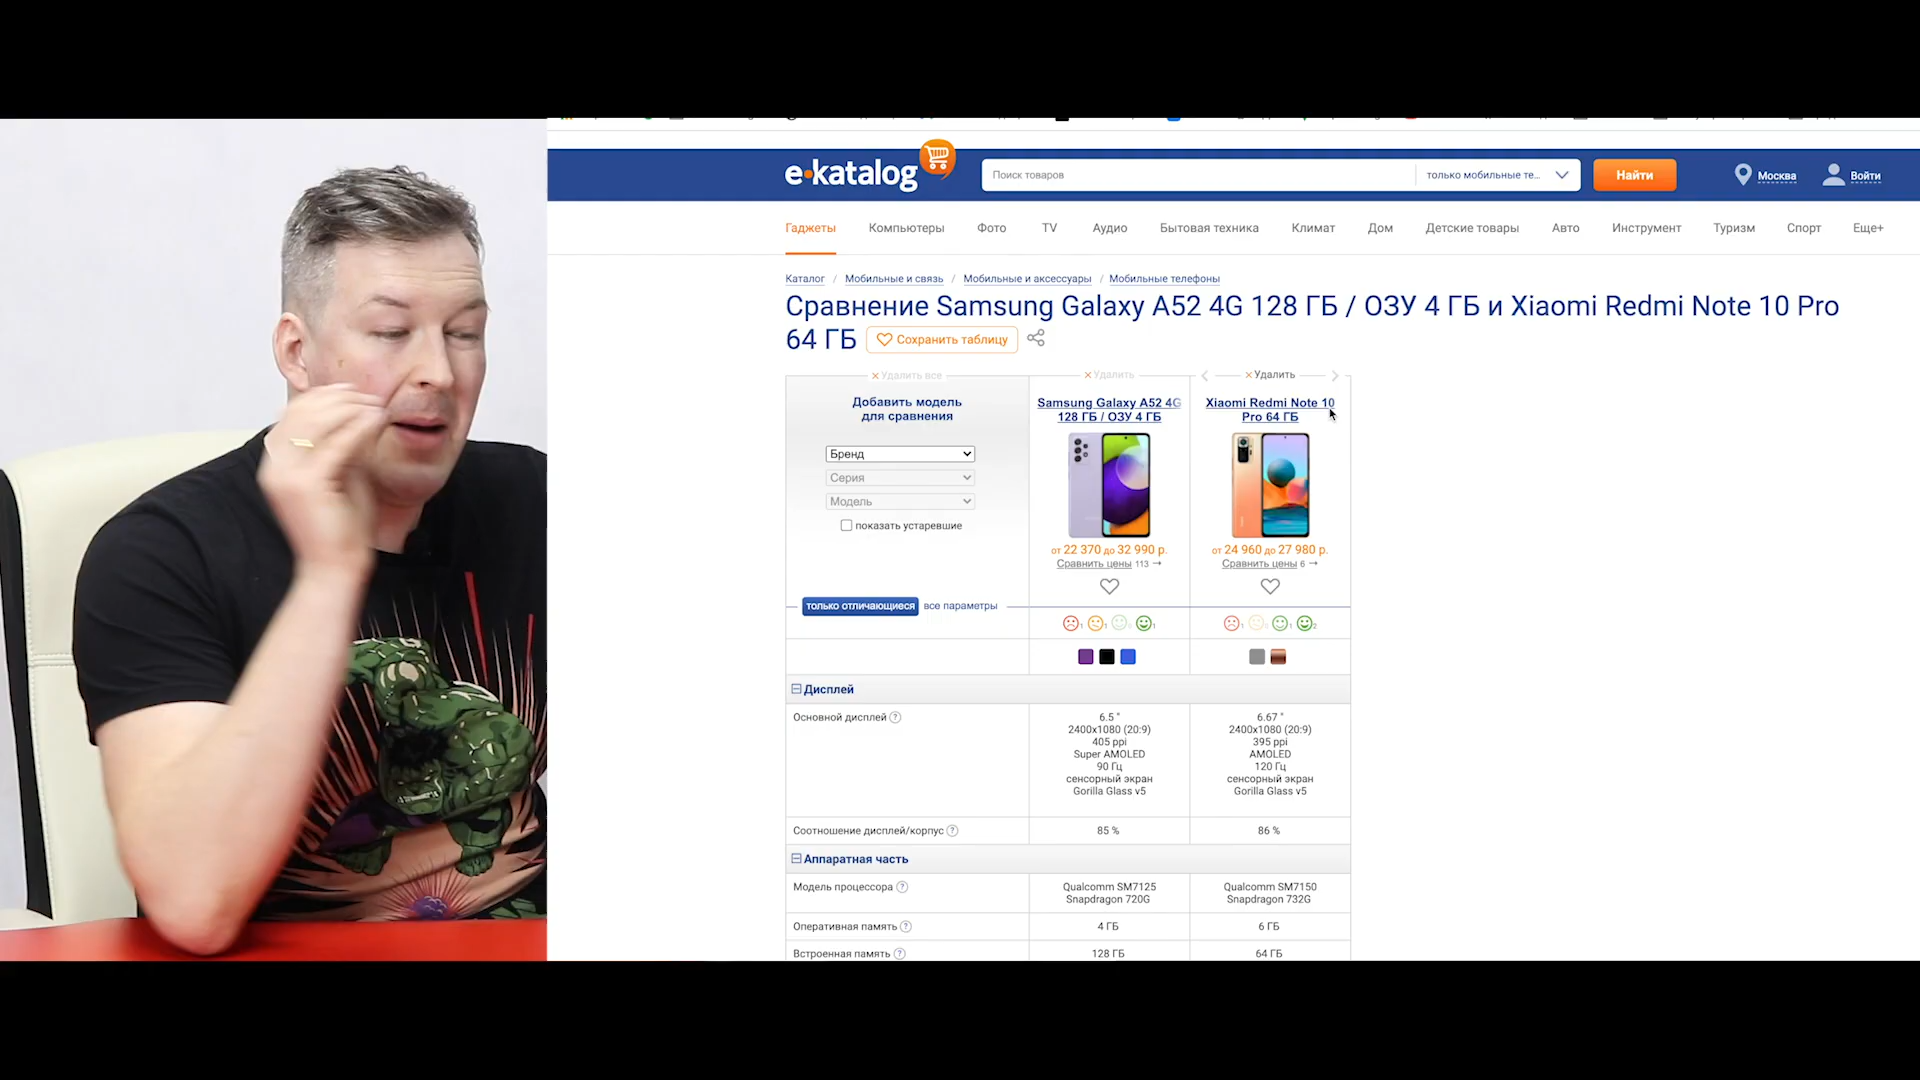 e·katalog
Поиск товаров
только мобильные те...
Найти
Москва
Войти
Гаджеты
Компьютеры
Фото
TV
Аудио
Бытовая техника
Климат
Дом
Детские товары
Авто
Инструмент
Туризм
Спорт
Еще+
Каталог / Мобильные и связь / Мобильные и аксессуары / Мобильные телефоны
Сравнение Samsung Galaxy A52 4G 128 ГБ / ОЗУ 4 ГБ и Xiaomi Redmi Note 10 Pro
64 ГБ
Сохранить таблицу
× Удалить все
× Удалить
× Удалить
Добавить модель
для сравнения
Бренд
Серия
Модель
показать устаревшие
Samsung Galaxy A52 4G
128 ГБ / ОЗУ 4 ГБ
от 22 370 до 32 990 р.
Сравнить цены 113 →
Xiaomi Redmi Note 10
Pro 64 ГБ
от 24 960 до 27 980 р.
Сравнить цены 6 →
только отличающиеся
все параметры
Дисплей
Основной дисплей ?
6.5 "
2400x1080 (20:9)
405 ppi
Super AMOLED
90 Гц
сенсорный экран
Gorilla Glass v5
6.67 "
2400x1080 (20:9)
395 ppi
AMOLED
120 Гц
сенсорный экран
Gorilla Glass v5
Соотношение дисплей/корпус ?
85 %
86 %
Аппаратная часть
Модель процессора ?
Qualcomm SM7125
Snapdragon 720G
Qualcomm SM7150
Snapdragon 732G
Оперативная память ?
4 ГБ
6 ГБ
Встроенная память ?
128 ГБ
64 ГБ